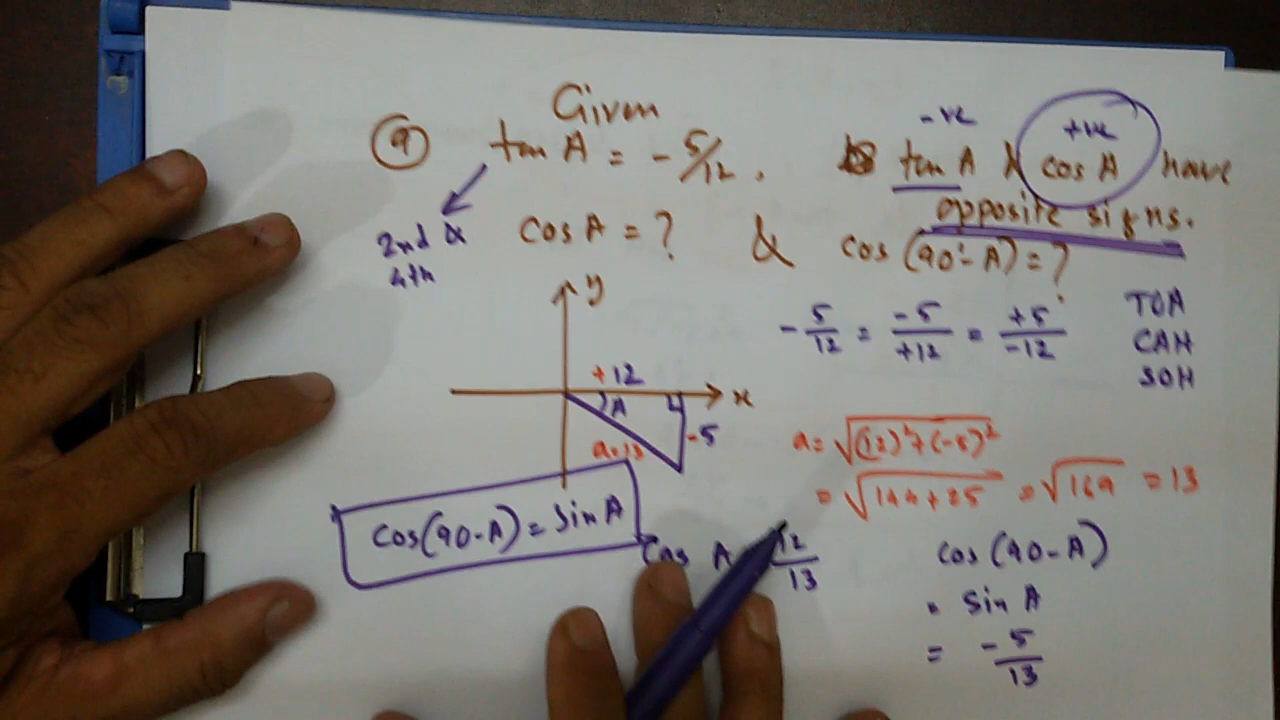 Given
9 tan A = - 5/12 . tan A & cos A have
-ve +ve
opposite signs.
2nd &
4th
cos A = ? & cos (90°- A) = ?
y
- 5/12 = -5/+12 = +5/-12
TOA
CAH
SOH
+12
A
x
-5
a=13
a = √(12)² + (-5)²
= √144 + 25 = √169 = 13
cos(90-A) = sin A
cos A 12/13
cos (90-A)
= sin A
= -5/13